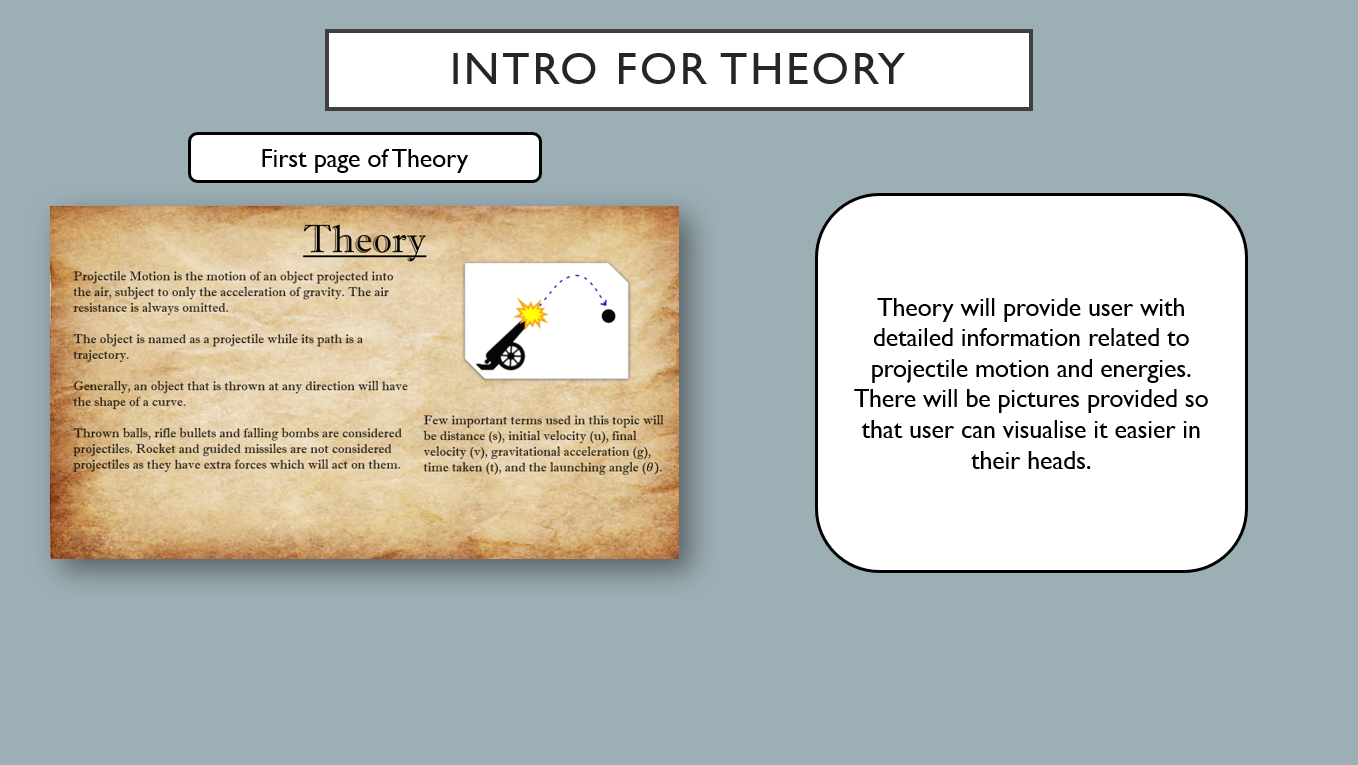 INTRO FOR THEORY
First page of Theory
Theory
Projectile Motion is the motion of an object projected into
the air, subject to only the acceleration of gravity. The air
resistance is always omitted.
The object is named as a projectile while its path is a
trajectory.
Generally, an object that is thrown at any direction will have
the shape of a curve.
Thrown balls, rifle bullets and falling bombs are considered
projectiles. Rocket and guided missiles are not considered
projectiles as they have extra forces which will act on them.
Few important terms used in this topic will
be distance (s), initial velocity (u), final
velocity (v), gravitational acceleration (g),
time taken (t), and the launching angle (θ).
Theory will provide user with
detailed information related to
projectile motion and energies.
There will be pictures provided so
that user can visualise it easier in
their heads.